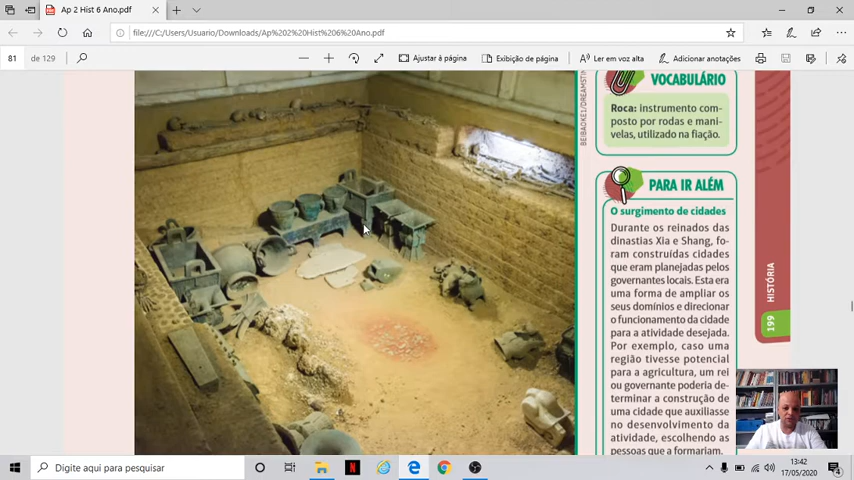 Ap 2 Hist 6 Ano.pdf
file:///C:/Users/Usuario/Downloads/Ap%202%20Hist%206%20Ano.pdf
81 de 129
Ajustar à página
Exibição de página
Ler em voz alta
Adicionar anotações
BEIBAOKE1/DREAMSTIM
VOCABULÁRIO
Roca: instrumento com-
posto por rodas e mani-
velas, utilizado na fiação.
PARA IR ALÉM
O surgimento de cidades
Durante os reinados das
dinastias Xia e Shang, fo-
ram construídas cidades
que eram planejadas pelos
governantes locais. Esta era
uma forma de ampliar os
seus domínios e direcionar
o funcionamento da cidade
para a atividade desejada.
Por exemplo, caso uma
região tivesse potencial
para a agricultura, um rei
ou governante poderia de-
terminar a construção de
uma cidade que auxiliasse
no desenvolvimento da
atividade, escolhendo as
pessoas que a formariam.
HISTÓRIA
199
Digite aqui para pesquisar
13:42
17/05/2020
4